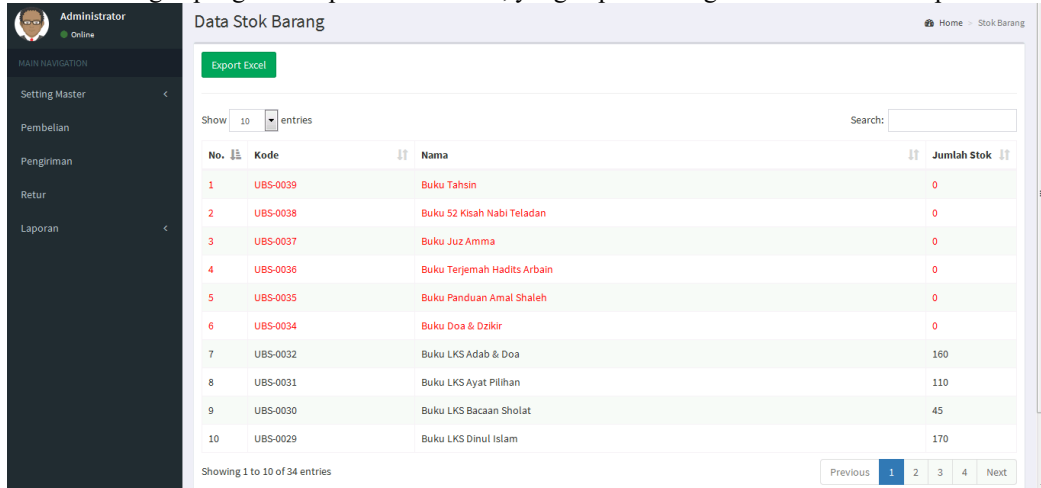 Administrator
Online
MAIN NAVIGATION
Setting Master
Pembelian
Pengiriman
Retur
Laporan
Data Stok Barang
Home > Stok Barang
Export Excel
Show 10 entries
Search:
No. Kode Nama Jumlah Stok
1 UBS-0039 Buku Tahsin 0
2 UBS-0038 Buku 52 Kisah Nabi Teladan 0
3 UBS-0037 Buku Juz Amma 0
4 UBS-0036 Buku Terjemah Hadits Arbain 0
5 UBS-0035 Buku Panduan Amal Shaleh 0
6 UBS-0034 Buku Doa & Dzikir 0
7 UBS-0032 Buku LKS Adab & Doa 160
8 UBS-0031 Buku LKS Ayat Pilihan 110
9 UBS-0030 Buku LKS Bacaan Sholat 45
10 UBS-0029 Buku LKS Dinul Islam 170
Showing 1 to 10 of 34 entries
Previous 1 2 3 4 Next